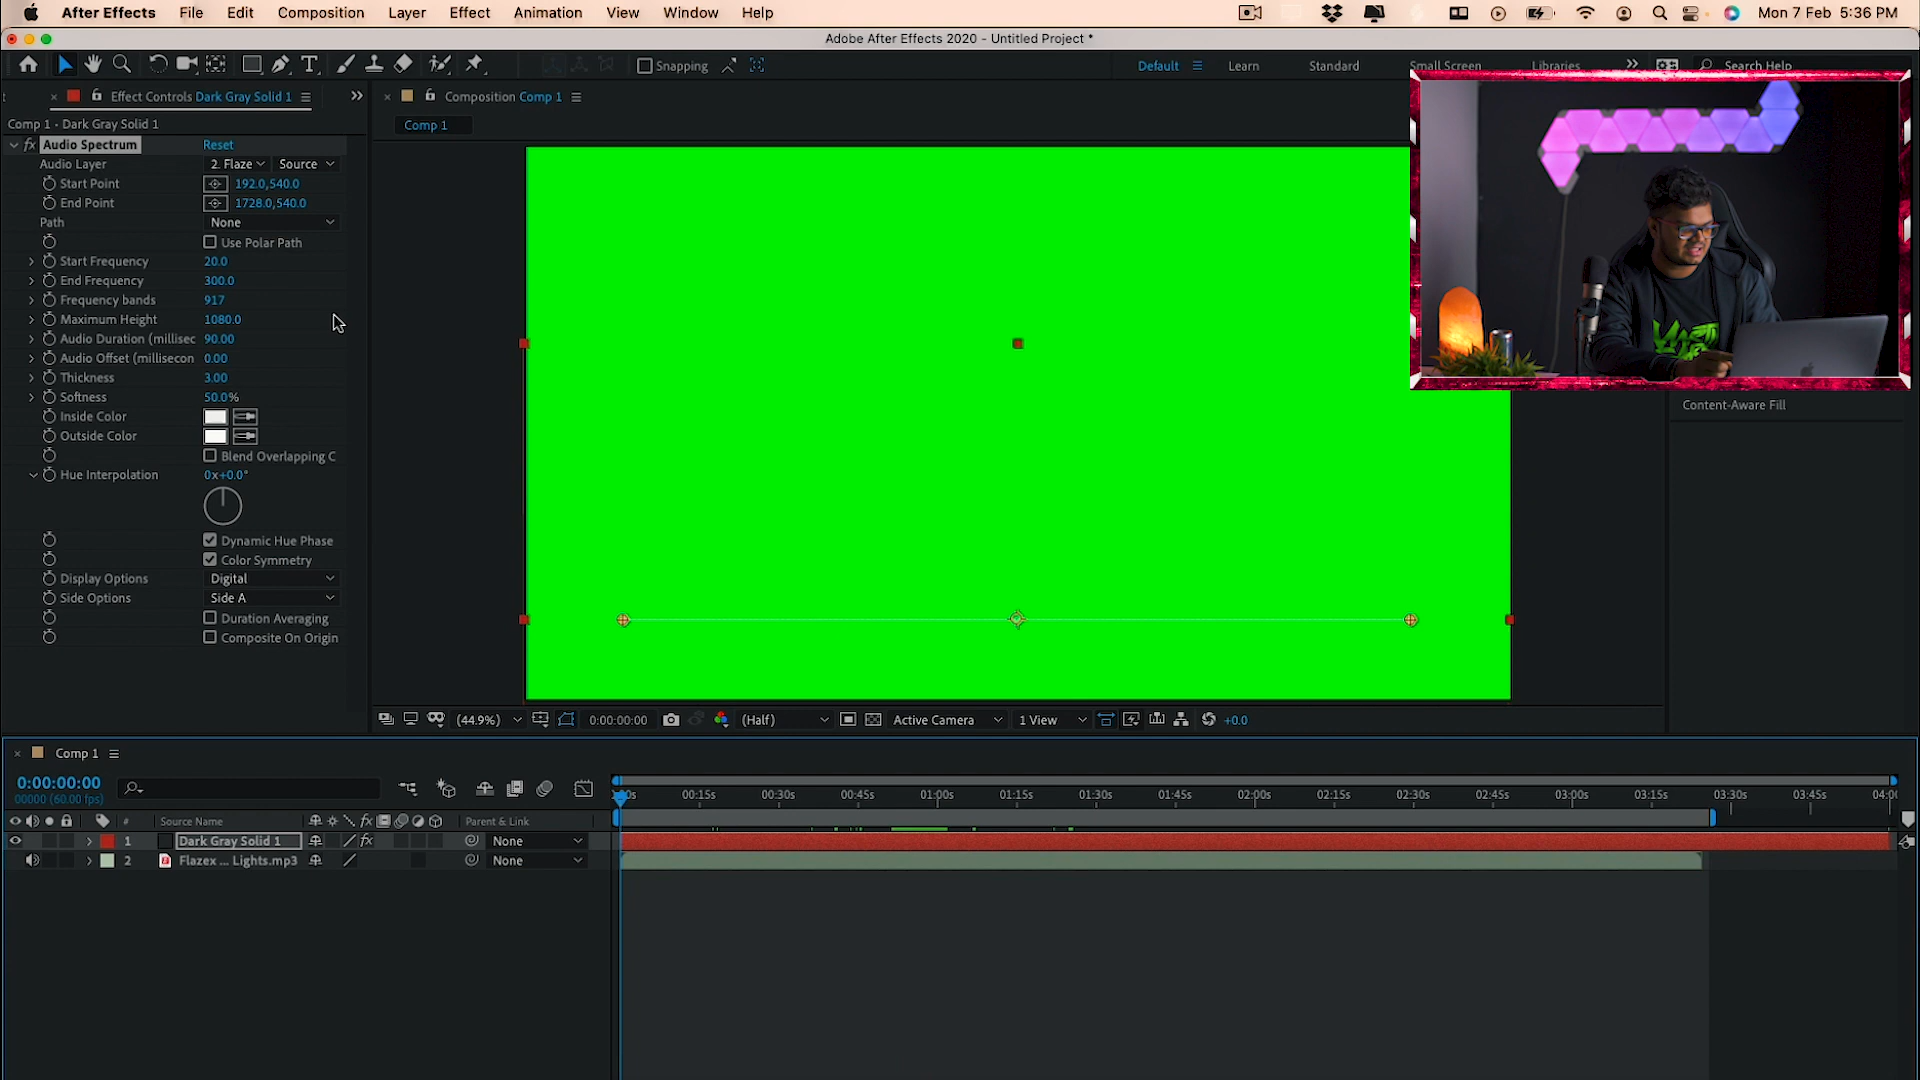 After Effects File Edit Composition Layer Effect Animation View Window Help Mon 7 Feb 5:36 PM
Adobe After Effects 2020 - Untitled Project *
Snapping Default Learn Standard Small Screen Libraries Search Help
Effect Controls Dark Gray Solid 1
Composition Comp 1
Comp 1 • Dark Gray Solid 1
Comp 1
fx Audio Spectrum Reset
Audio Layer 2. Flaze Source
Start Point 192.0,540.0
End Point 1728.0,540.0
Path None
Use Polar Path
Start Frequency 20.0
End Frequency 300.0
Frequency bands 917
Maximum Height 1080.0
Audio Duration (millisec 90.00
Audio Offset (millisecon 0.00
Thickness 3.00
Softness 50.0%
Inside Color
Outside Color
Blend Overlapping C
Hue Interpolation 0x+0.0°
Dynamic Hue Phase
Color Symmetry
Display Options Digital
Side Options Side A
Duration Averaging
Composite On Origin
Content-Aware Fill
(44.9%) 0:00:00:00 (Half) Active Camera 1 View +0.0
Comp 1
0:00:00:00
00000 (60.00 fps)
00:15s 00:30s 00:45s 01:00s 01:15s 01:30s 01:45s 02:00s 02:15s 02:30s 02:45s 03:00s 03:15s 03:30s 03:45s
# Source Name fx Parent & Link
1 Dark Gray Solid 1 fx None
2 Flazex ... Lights.mp3 None